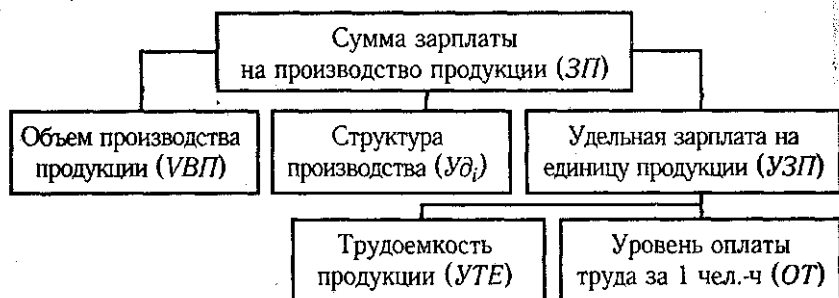 Сумма зарплаты
на производство продукции (ЗП)
Объем производства
продукции (VВП)
Структура
производства (Удᵢ)
Удельная зарплата на
единицу продукции (УЗП)
Трудоемкость
продукции (УТЕ)
Уровень оплаты
труда за 1 чел.-ч (ОТ)